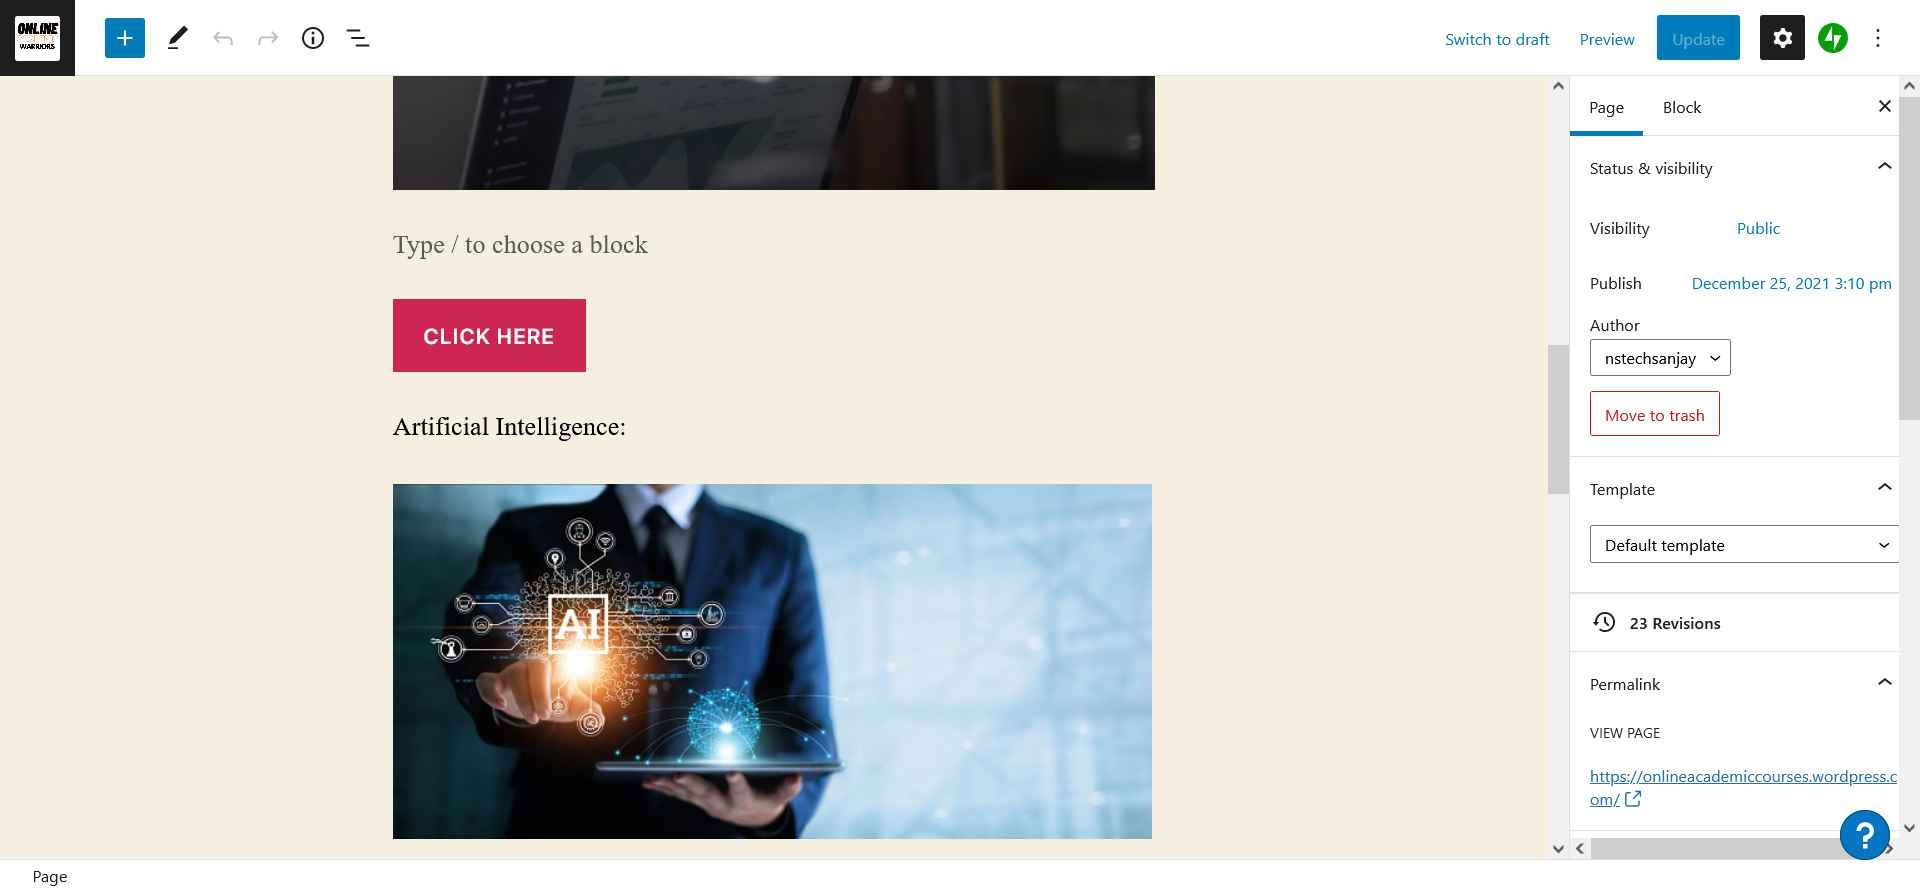 ONLINE
WARRIORS
Switch to draft
Preview
Update
Type / to choose a block
CLICK HERE
Artificial Intelligence:
AI
Page
Block
Status & visibility
Visibility
Public
Publish
December 25, 2021 3:10 pm
Author
nstechsanjay
Move to trash
Template
Default template
23 Revisions
Permalink
VIEW PAGE
https://onlineacademiccourses.wordpress.c
om/
?
Page